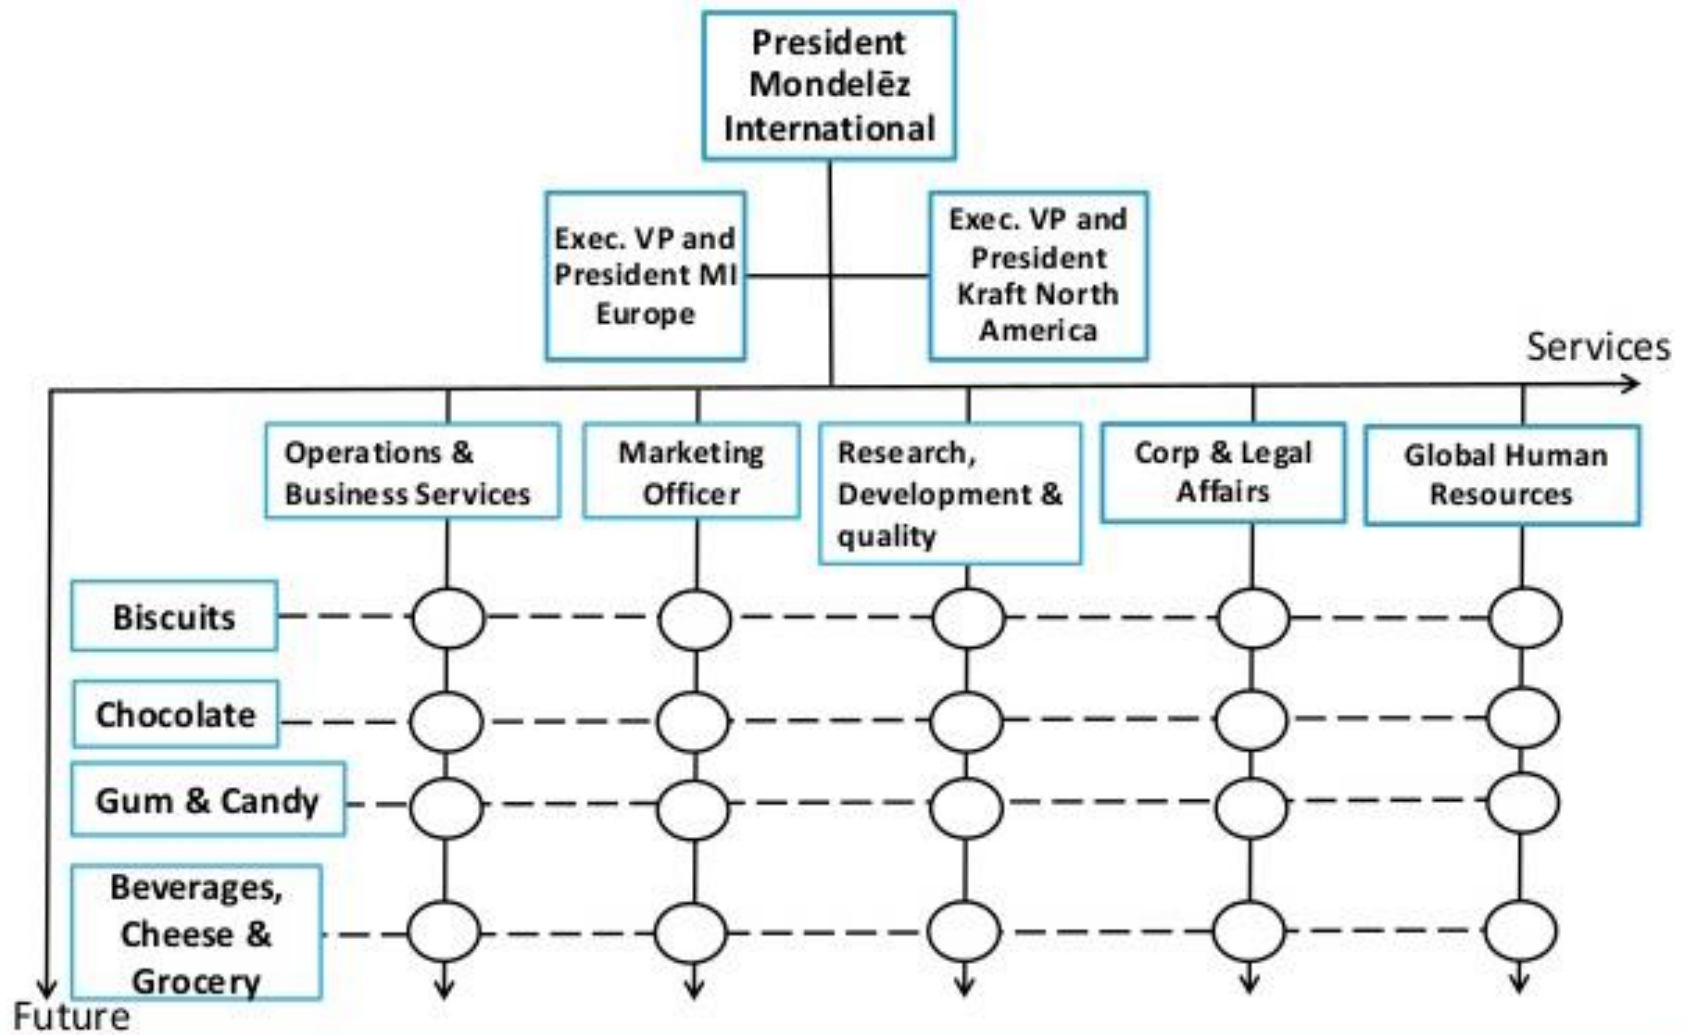 President
Mondelēz
International
Exec. VP and
President MI
Europe
Exec. VP and
President
Kraft North
America
Services
Operations &
Business Services
Marketing
Officer
Research,
Development &
quality
Corp & Legal
Affairs
Global Human
Resources
Biscuits
Chocolate
Gum & Candy
Beverages,
Cheese &
Grocery
Future